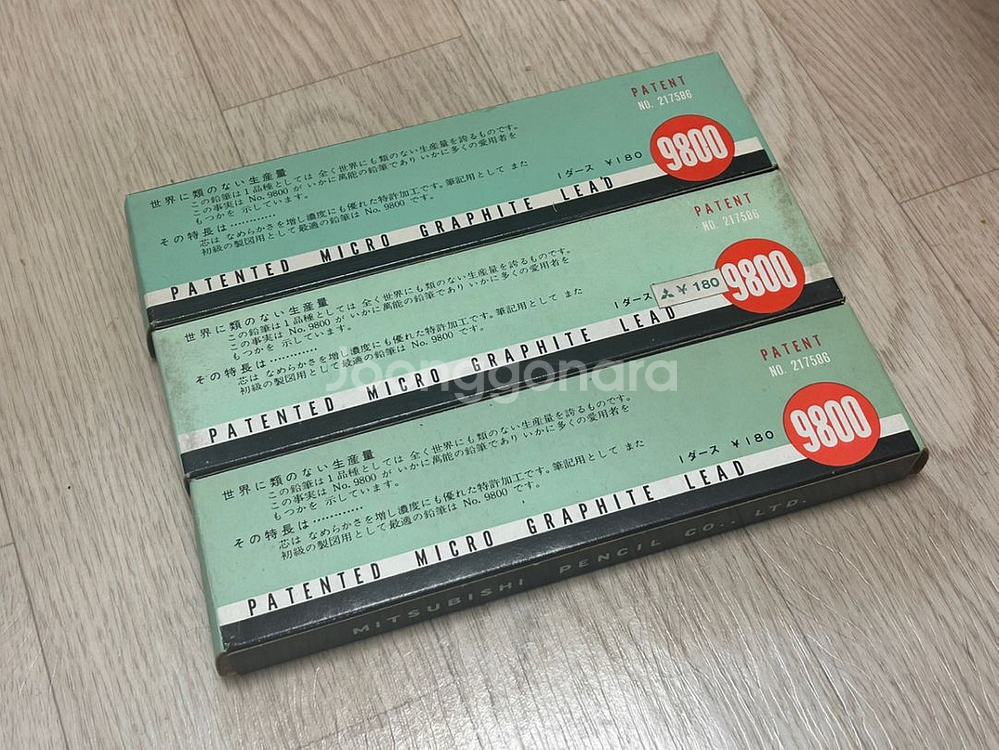 PATENT
NO. 217586
9800
世界に類のない生産量
この鉛筆は1品種としては 全く世界にも類のない生産量を誇るものです。
この事実は No. 9800 が いかに萬能の鉛筆であり いかに多くの愛用者を
もつかを 示しています。
その特長は…………
芯は なめらかさを増し濃度にも優れた特許加工です。筆記用として また
初級の製図用として最適の鉛筆は No. 9800 です。
1ダース ¥180
PATENTED MICRO GRAPHITE LEAD
PATENT
NO. 217586
9800
世界に類のない生産量
この鉛筆は1品種としては 全く世界にも類のない生産量を誇るものです。
この事実は No. 9800 が いかに萬能の鉛筆であり いかに多くの愛用者を
もつかを 示しています。
その特長は…………
芯は なめらかさを増し濃度にも優れた特許加工です。筆記用として また
初級の製図用として最適の鉛筆は No. 9800 です。
1ダース ¥180
PATENTED MICRO GRAPHITE LEAD
Joonggonara
PATENT
NO. 217586
9800
世界に類のない生産量
この鉛筆は1品種としては 全く世界にも類のない生産量を誇るものです。
この事実は No. 9800 が いかに萬能の鉛筆であり いかに多くの愛用者を
もつかを 示しています。
その特長は…………
芯は なめらかさを増し濃度にも優れた特許加工です。筆記用として また
初級の製図用として最適の鉛筆は No. 9800 です。
1ダース ¥180
PATENTED MICRO GRAPHITE LEAD
MITSUBISHI PENCIL CO., LTD.